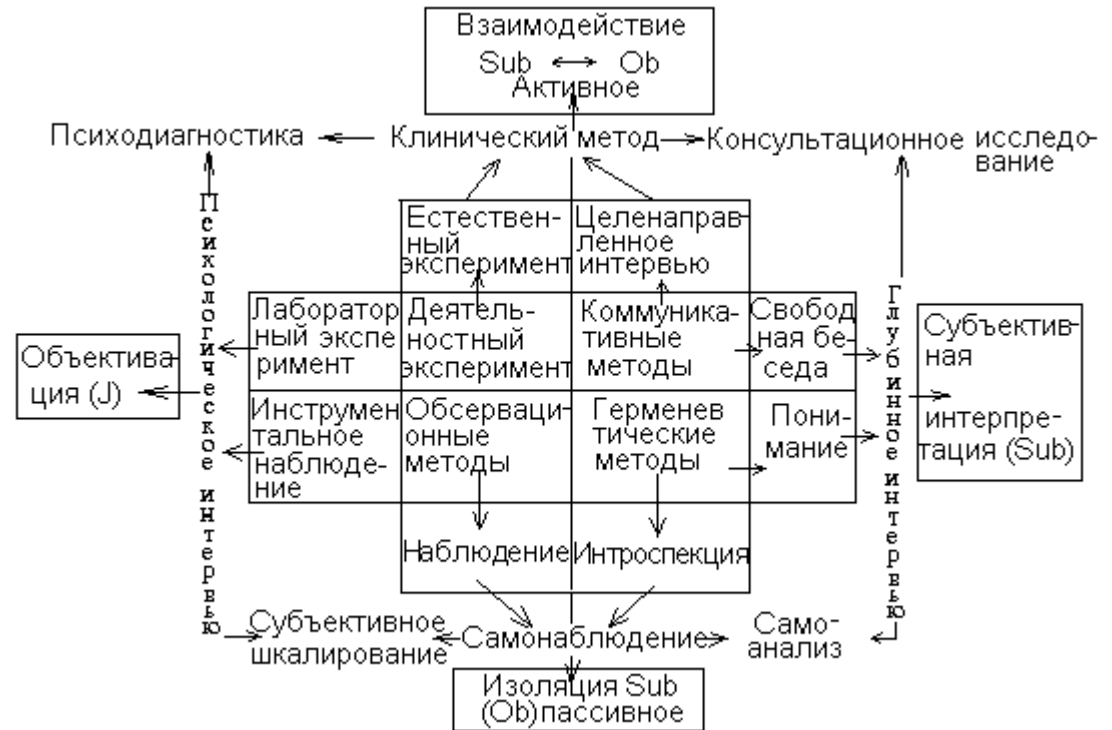 Взаимодействие
Sub ↔ Ob
Активное
Психодиагностика
Клинический метод
Консультационное исследо-
вание
Психологическое интервью
Естествен-
ный
эксперимент
Целенаправ-
ленное
интервью
Глубинное интервью
Лаборатор
ный экспе
римент
Деятель-
ностный
эксперимент
Коммуника-
тивные
методы
Свобод
ная бе-
седа
Объектива-
ция (J)
Субъектив-
ная
интерпре-
тация (Sub)
Инструмен
тальное
наблюде-
ние
Обсерваци-
онные
методы
Герменев
тические
методы
Пони-
мание
Наблюдение
Интроспекция
Субъективное
шкалирование
Самонаблюдение
Само-
анализ
Изоляция Sub
(Ob)пассивное